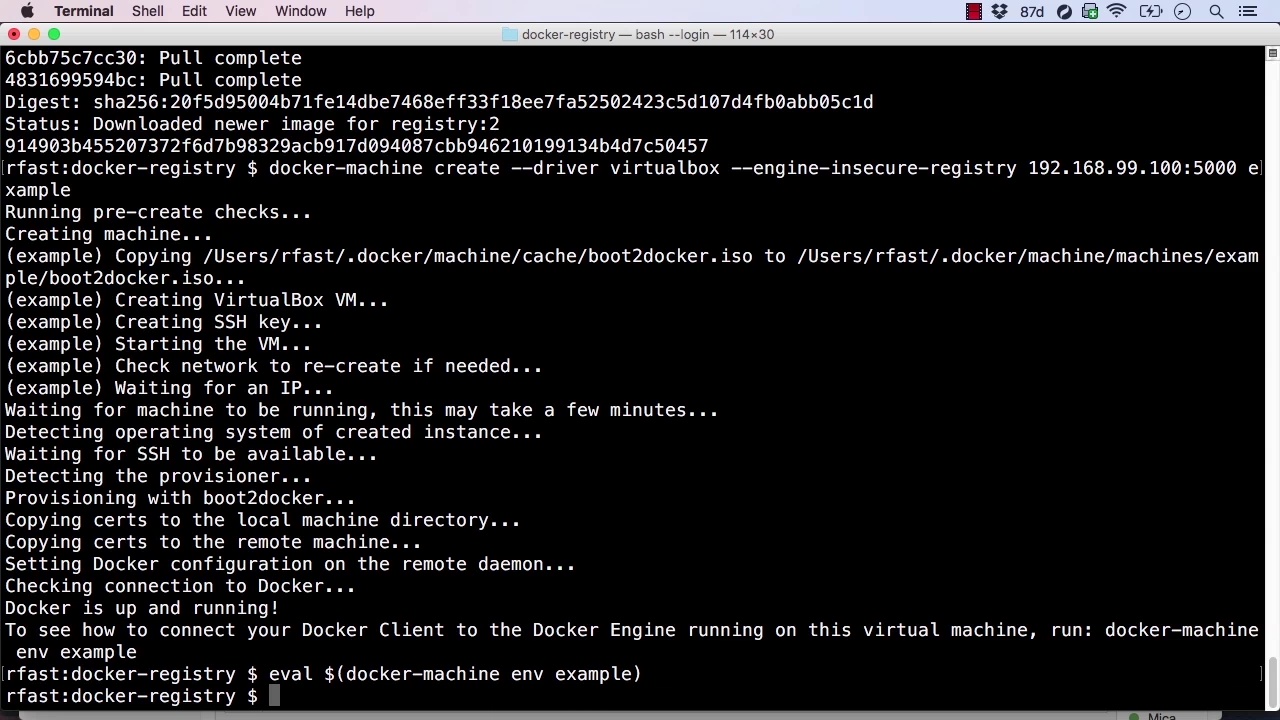 Terminal Shell Edit View Window Help 87d
docker-registry — bash --login — 114×30
6cbb75c7cc30: Pull complete
4831699594bc: Pull complete
Digest: sha256:20f5d95004b71fe14dbe7468eff33f18ee7fa52502423c5d107d4fb0abb05c1d
Status: Downloaded newer image for registry:2
914903b455207372f6d7b98329acb917d094087cbb946210199134b4d7c50457
[rfast:docker-registry $ docker-machine create --driver virtualbox --engine-insecure-registry 192.168.99.100:5000 e]
xample
Running pre-create checks...
Creating machine...
(example) Copying /Users/rfast/.docker/machine/cache/boot2docker.iso to /Users/rfast/.docker/machine/machines/exam
ple/boot2docker.iso...
(example) Creating VirtualBox VM...
(example) Creating SSH key...
(example) Starting the VM...
(example) Check network to re-create if needed...
(example) Waiting for an IP...
Waiting for machine to be running, this may take a few minutes...
Detecting operating system of created instance...
Waiting for SSH to be available...
Detecting the provisioner...
Provisioning with boot2docker...
Copying certs to the local machine directory...
Copying certs to the remote machine...
Setting Docker configuration on the remote daemon...
Checking connection to Docker...
Docker is up and running!
To see how to connect your Docker Client to the Docker Engine running on this virtual machine, run: docker-machine
env example
[rfast:docker-registry $ eval $(docker-machine env example) ]
rfast:docker-registry $